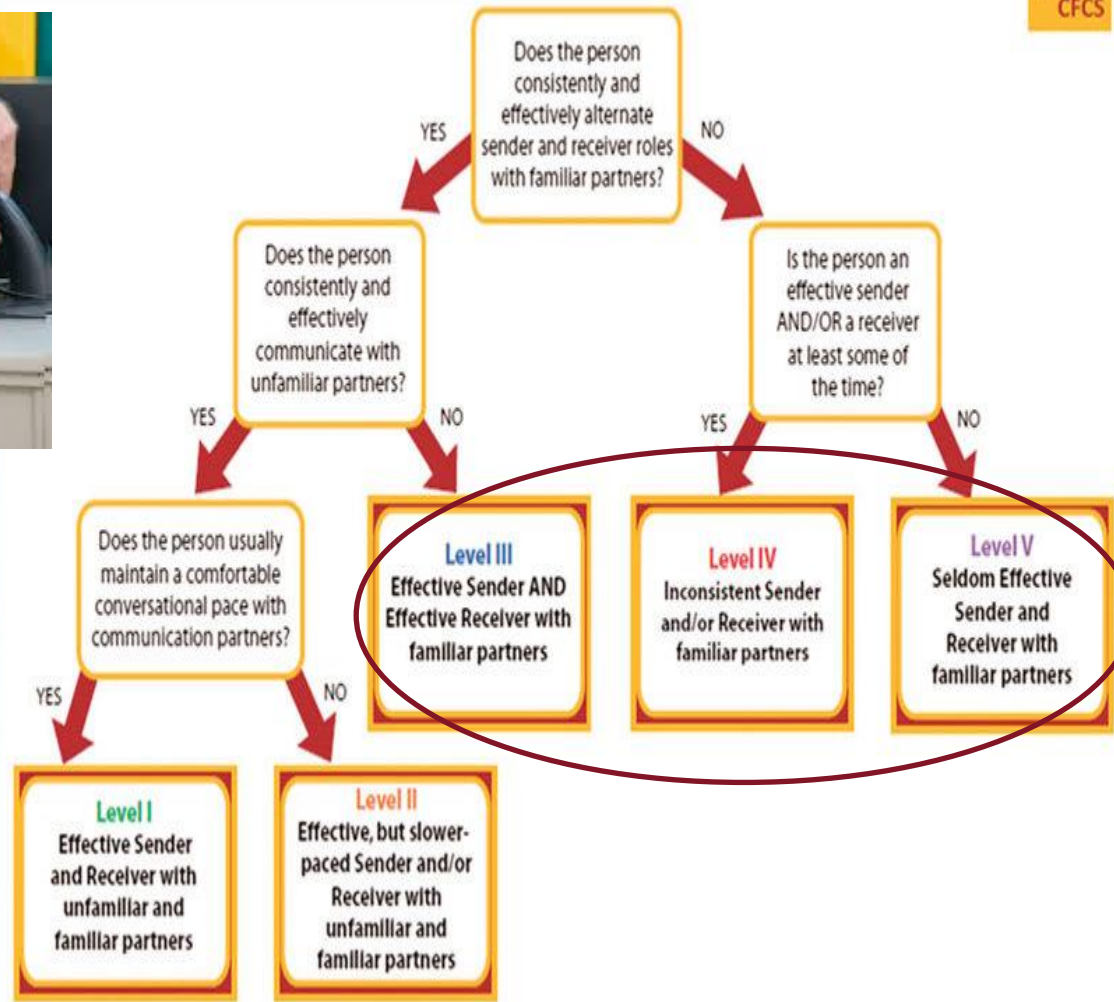 CFCS
Does the person
consistently and
effectively alternate
sender and receiver roles
with familiar partners?
YES
NO
Does the person
consistently and
effectively
communicate with
unfamiliar partners?
Is the person an
effective sender
AND/OR a receiver
at least some of
the time?
YES
NO
YES
NO
Does the person usually
maintain a comfortable
conversational pace with
communication partners?
Level III
Effective Sender AND
Effective Receiver with
familiar partners
Level IV
Inconsistent Sender
and/or Receiver with
familiar partners
Level V
Seldom Effective
Sender and
Receiver with
familiar partners
YES
NO
Level I
Effective Sender
and Receiver with
unfamiliar and
familiar partners
Level II
Effective, but slower-
paced Sender and/or
Receiver with
unfamiliar and
familiar partners